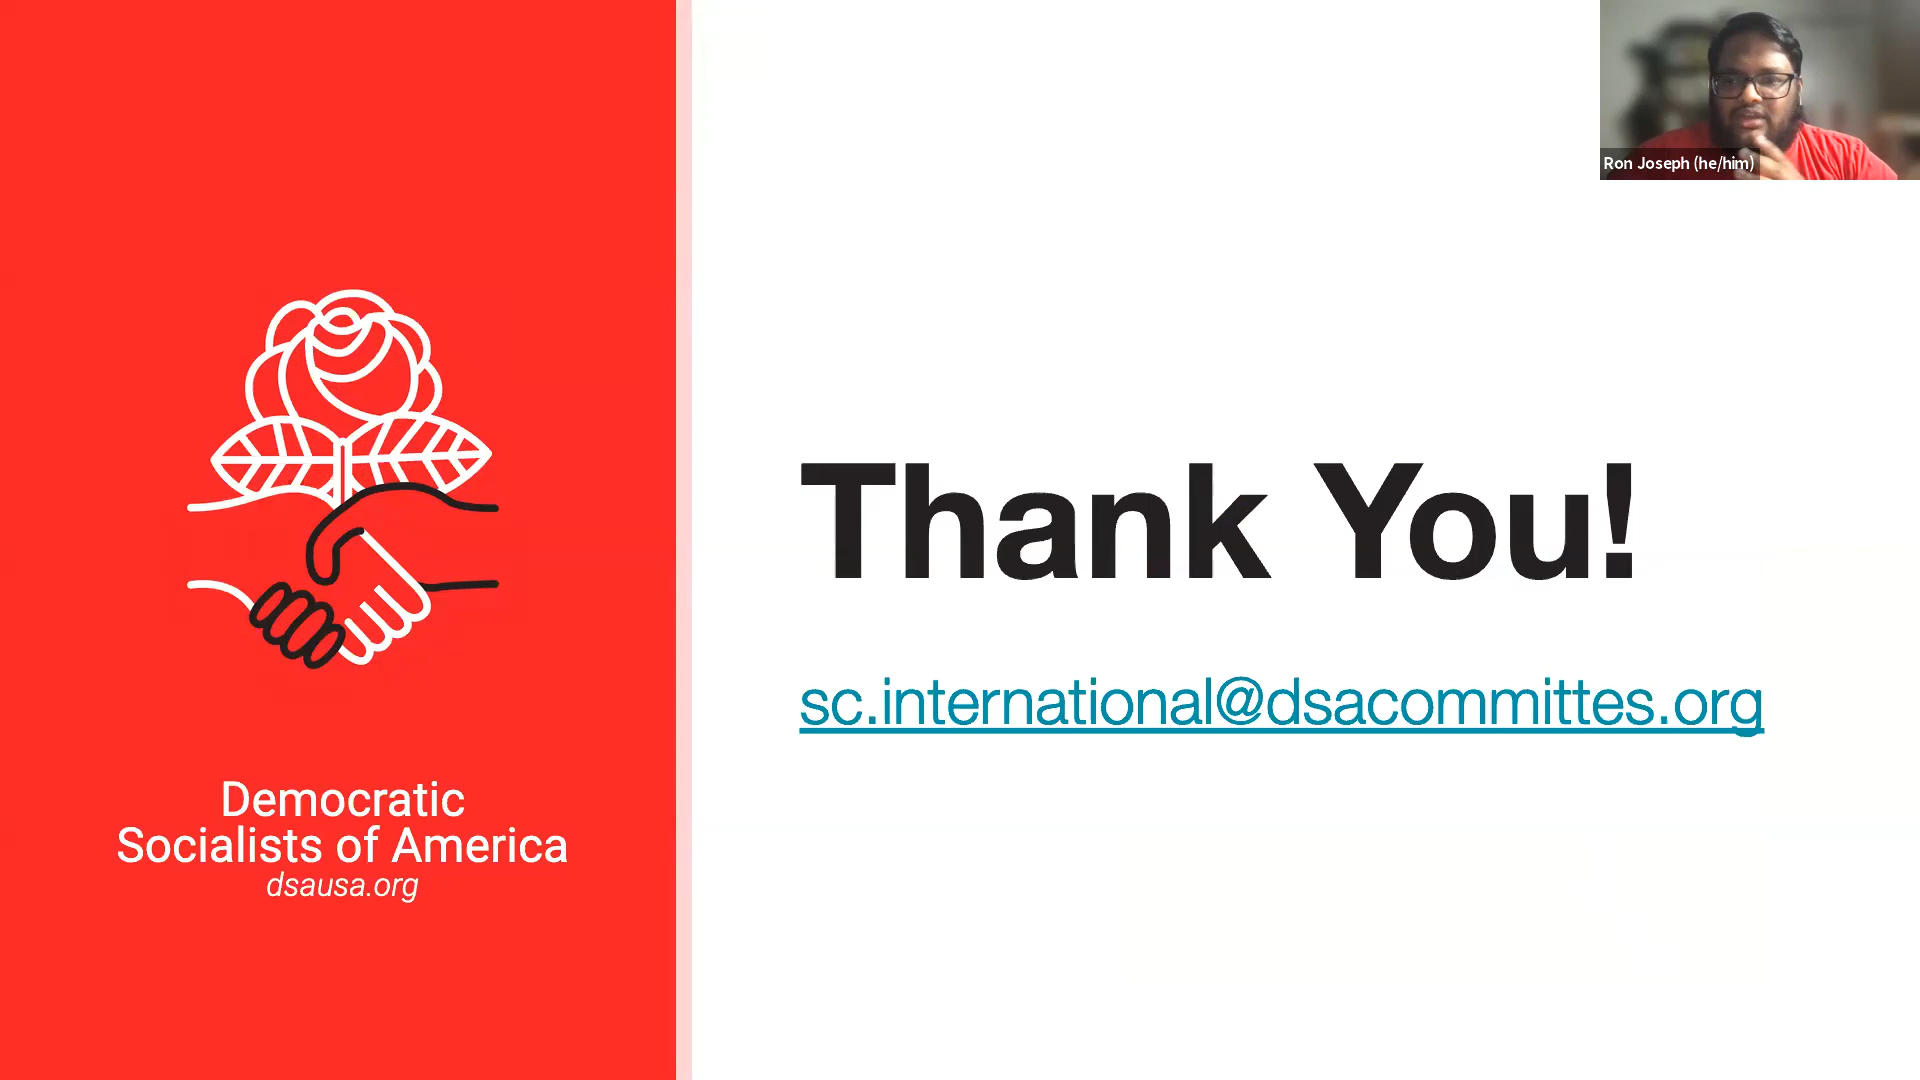 Ron Joseph (he/him)
Thank You!
sc.international@dsacommittes.org
Democratic
Socialists of America
dsausa.org